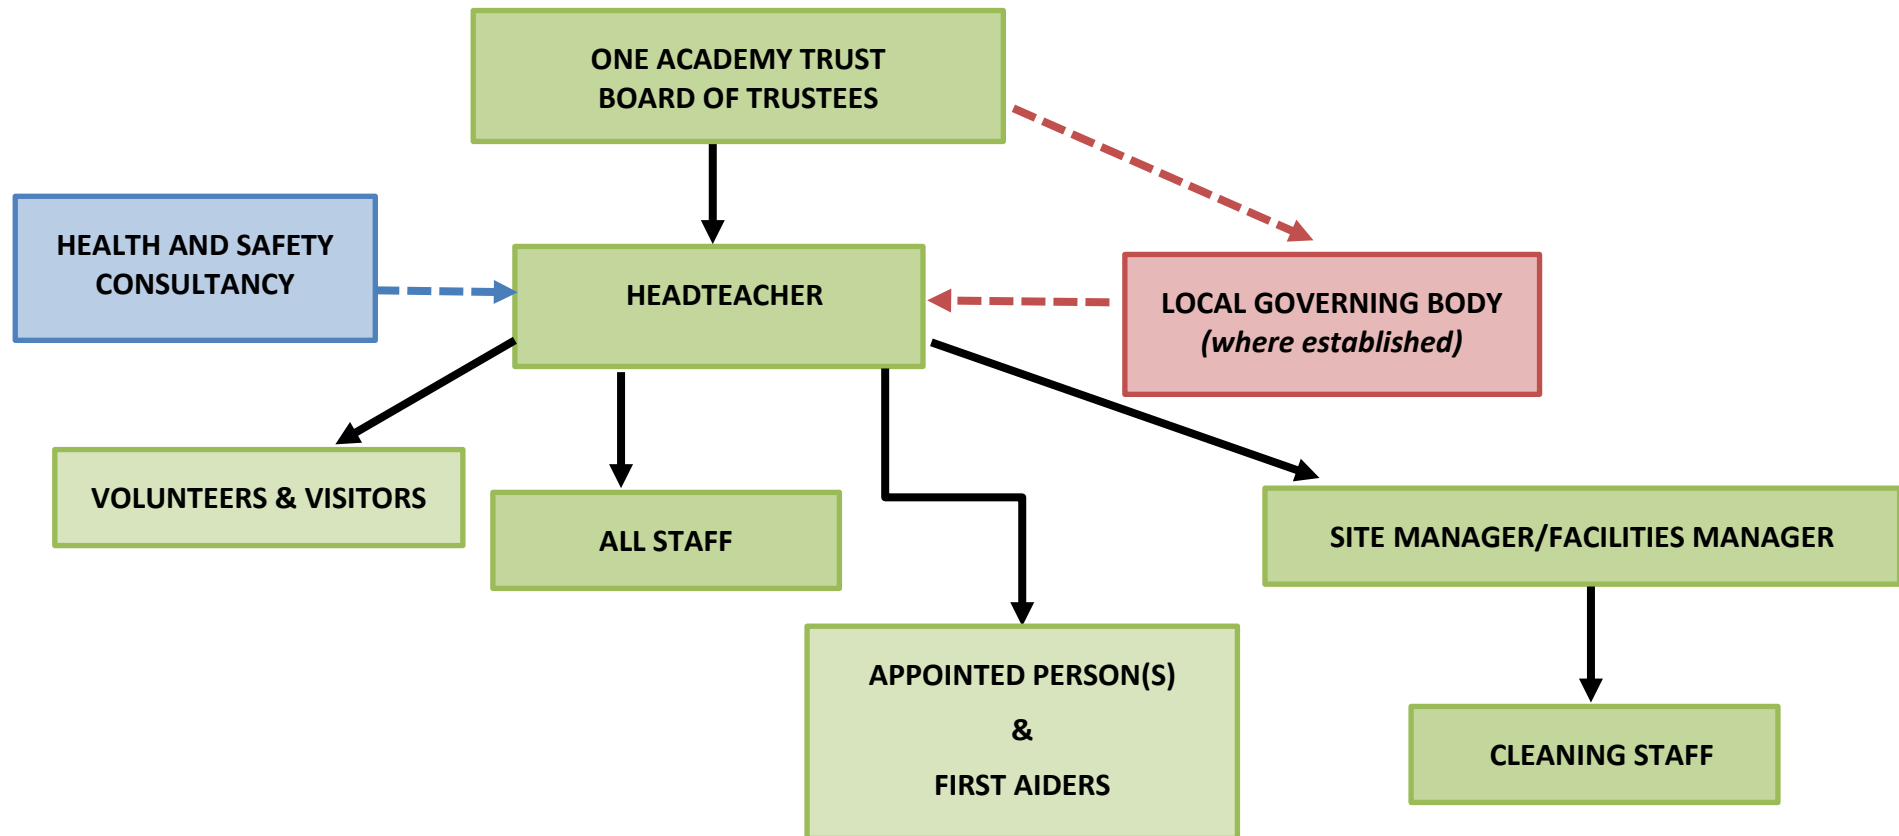 ONE ACADEMY TRUST
BOARD OF TRUSTEES
HEALTH AND SAFETY
CONSULTANCY
HEADTEACHER
LOCAL GOVERNING BODY
(where established)
VOLUNTEERS & VISITORS
ALL STAFF
SITE MANAGER/FACILITIES MANAGER
APPOINTED PERSON(S)
&
FIRST AIDERS
CLEANING STAFF